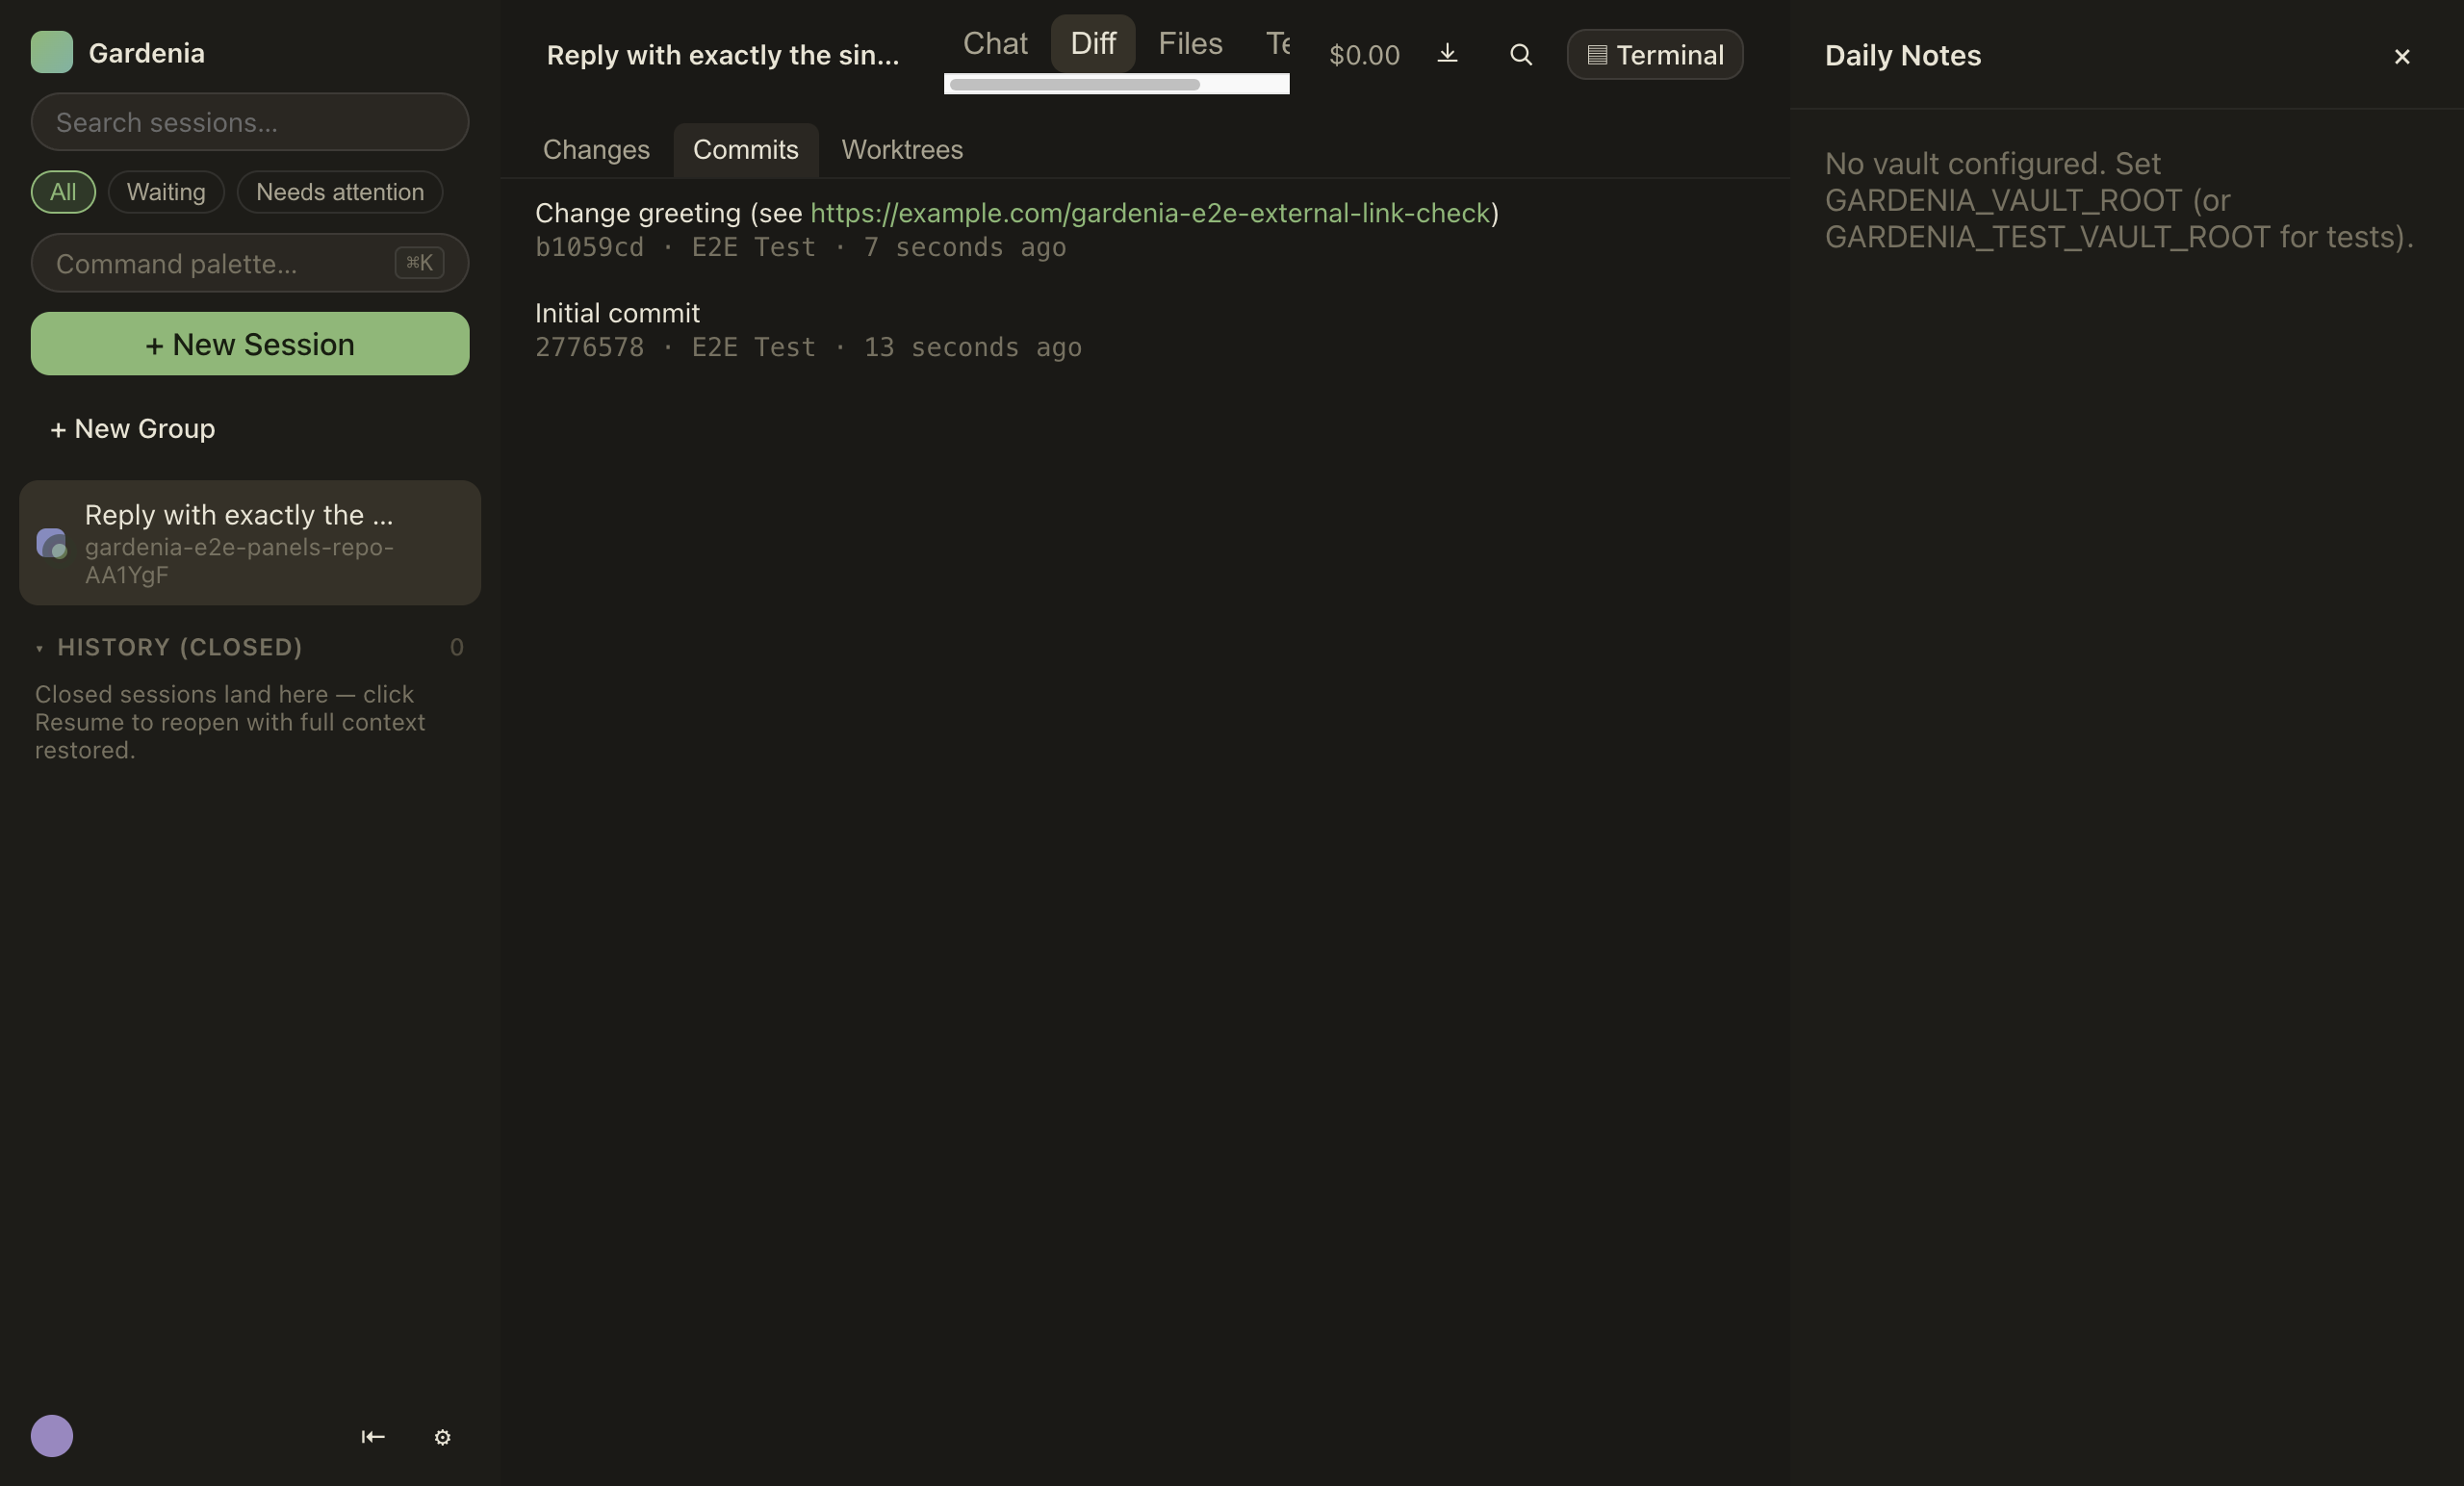 Gardenia
Search sessions...
All
Waiting
Needs attention
Command palette...
⌘K
+ New Session
+ New Group
Reply with exactly the ...
gardenia-e2e-panels-repo-
AA1YgF
▾ HISTORY (CLOSED) 0
Closed sessions land here — click
Resume to reopen with full context
restored.
Reply with exactly the sin...
Chat
Diff
Files
Te
$0.00
Terminal
Changes
Commits
Worktrees
Change greeting (see https://example.com/gardenia-e2e-external-link-check)
b1059cd · E2E Test · 7 seconds ago
Initial commit
2776578 · E2E Test · 13 seconds ago
Daily Notes
×
No vault configured. Set
GARDENIA_VAULT_ROOT (or
GARDENIA_TEST_VAULT_ROOT for tests).